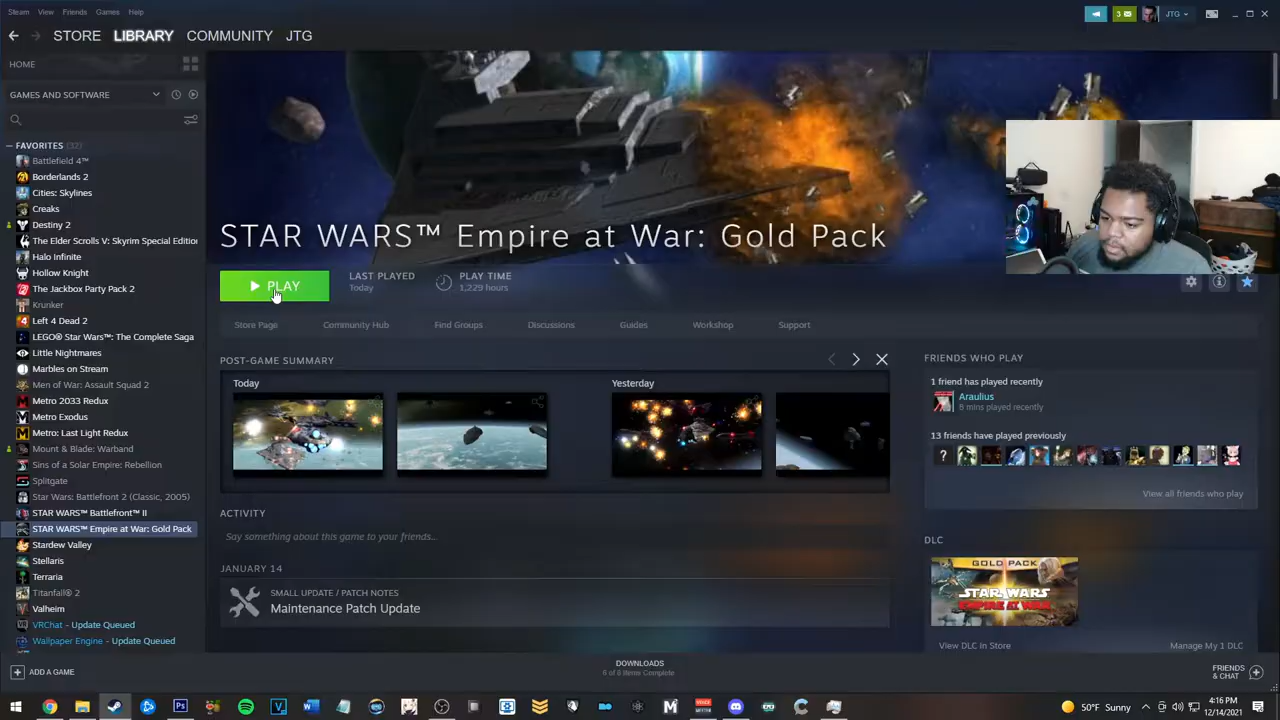 Steam View Friends Games Help
3 JTG
STORE LIBRARY COMMUNITY JTG
HOME
GAMES AND SOFTWARE
FAVORITES (32)
Battlefield 4™
Borderlands 2
Cities: Skylines
Creaks
Destiny 2
The Elder Scrolls V: Skyrim Special Edition
Halo Infinite
Hollow Knight
The Jackbox Party Pack 2
Krunker
Left 4 Dead 2
LEGO® Star Wars™: The Complete Saga
Little Nightmares
Marbles on Stream
Men of War: Assault Squad 2
Metro 2033 Redux
Metro Exodus
Metro: Last Light Redux
Mount & Blade: Warband
Sins of a Solar Empire: Rebellion
Splitgate
Star Wars: Battlefront 2 (Classic, 2005)
STAR WARS™ Battlefront™ II
STAR WARS™ Empire at War: Gold Pack
Stardew Valley
Stellaris
Terraria
Titanfall® 2
Valheim
VRChat - Update Queued
Wallpaper Engine - Update Queued
ADD A GAME
STAR WARS™ Empire at War: Gold Pack
PLAY
LAST PLAYED
Today
PLAY TIME
1,229 hours
Store Page Community Hub Find Groups Discussions Guides Workshop Support
POST-GAME SUMMARY
Today
Yesterday
ACTIVITY
Say something about this game to your friends...
JANUARY 14
SMALL UPDATE / PATCH NOTES
Maintenance Patch Update
FRIENDS WHO PLAY
1 friend has played recently
Araulius
8 mins played recently
13 friends have played previously
?
View all friends who play
DLC
GOLD PACK
STAR WARS
EMPIRE AT WAR
View DLC In Store Manage My 1 DLC
DOWNLOADS
6 of 6 Items Complete
FRIENDS
& CHAT
50°F Sunny
4:16 PM
12/14/2021